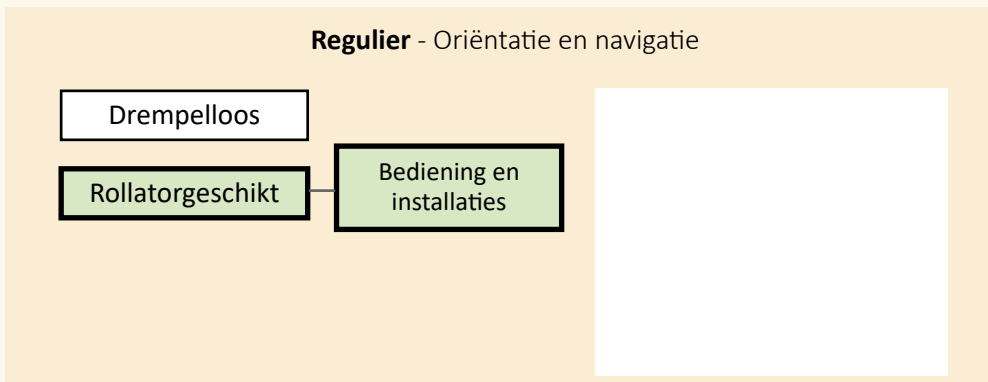 Regulier - Oriëntatie en navigatie
Drempelloos
Rollatorgeschikt
Bediening en
installaties